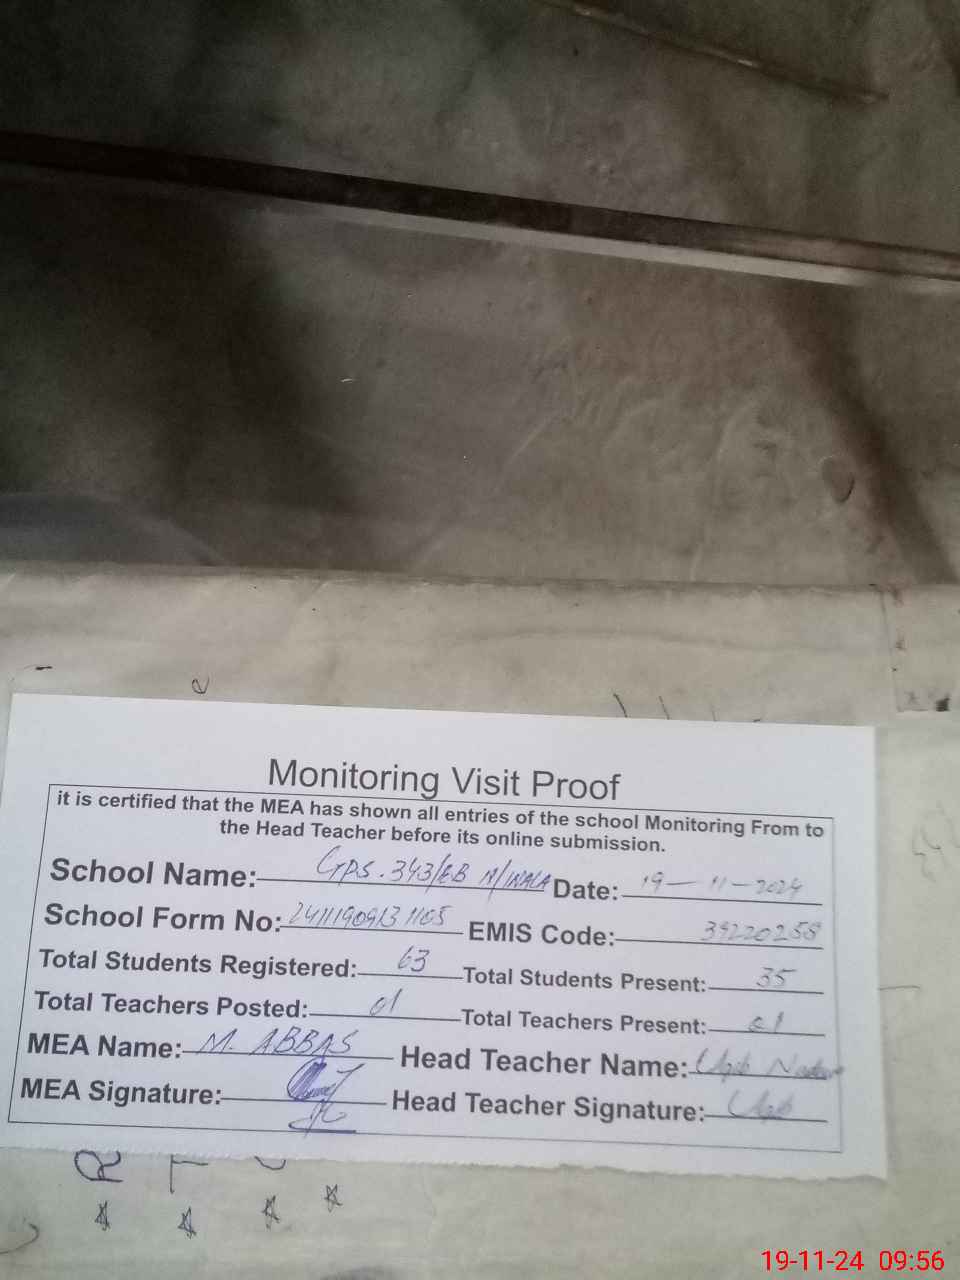 Monitoring Visit Proof
it is certified that the MEA has shown all entries of the school Monitoring From to
the Head Teacher before its online submission.
School Name: GPS. 343/EB M/WALA Date: 19-11-2024
School Form No: EMIS Code: 39220258
Total Students Registered: 63 Total Students Present: 35
Total Teachers Posted: 01 Total Teachers Present: 01
MEA Name: M. ABBAS Head Teacher Name:
MEA Signature: Head Teacher Signature:
R T
19-11-24 09:56